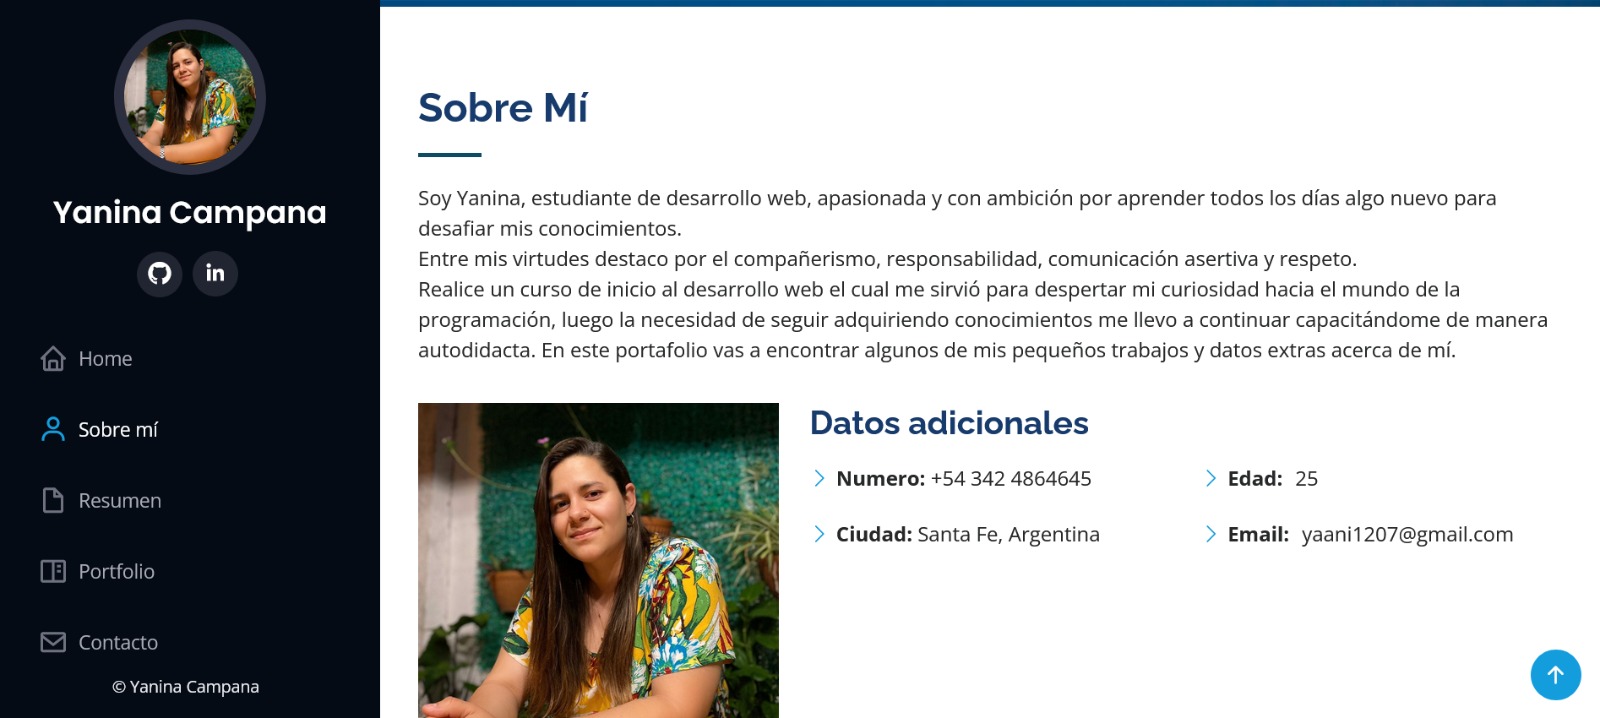 Yanina Campana
in
Home
Sobre mí
Resumen
Portfolio
Contacto
© Yanina Campana
Sobre Mí
Soy Yanina, estudiante de desarrollo web, apasionada y con ambición por aprender todos los días algo nuevo para
desafiar mis conocimientos.
Entre mis virtudes destaco por el compañerismo, responsabilidad, comunicación asertiva y respeto.
Realice un curso de inicio al desarrollo web el cual me sirvió para despertar mi curiosidad hacia el mundo de la
programación, luego la necesidad de seguir adquiriendo conocimientos me llevo a continuar capacitándome de manera
autodidacta. En este portafolio vas a encontrar algunos de mis pequeños trabajos y datos extras acerca de mí.
Datos adicionales
Numero: +54 342 4864645
Edad: 25
Ciudad: Santa Fe, Argentina
Email: yaani1207@gmail.com